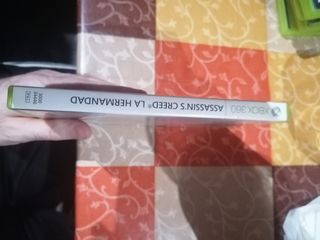 XBOX 360
ASSASSIN'S CREED® LA HERMANDAD